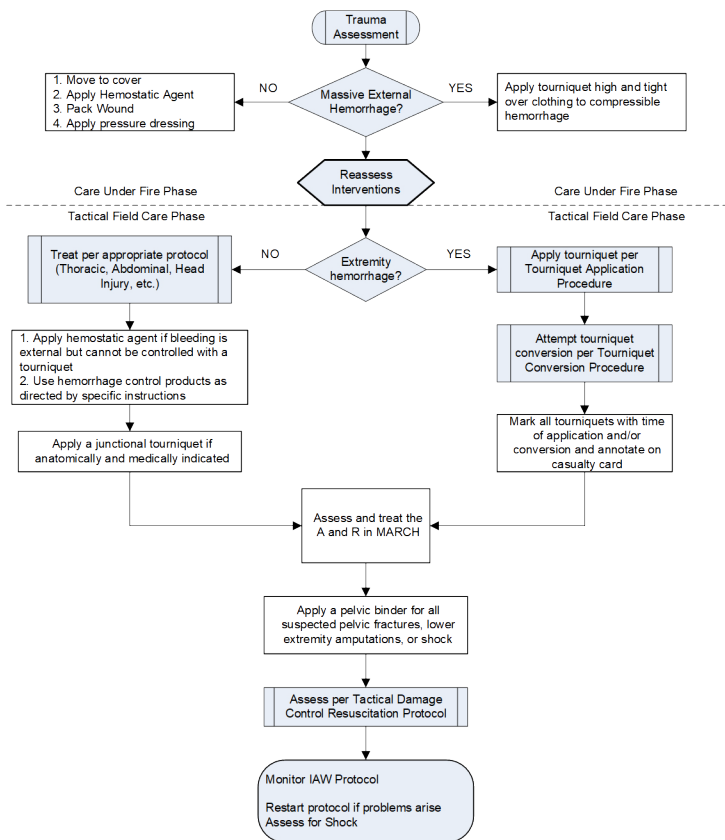 Trauma
Assessment
1. Move to cover
2. Apply Hemostatic Agent
3. Pack Wound
4. Apply pressure dressing
NO
Massive External
Hemorrhage?
YES
Apply tourniquet high and tight
over clothing to compressible
hemorrhage
Reassess
Interventions
Care Under Fire Phase
Care Under Fire Phase
Tactical Field Care Phase
Tactical Field Care Phase
Treat per appropriate protocol
(Thoracic, Abdominal, Head
Injury, etc.)
NO
Extremity
hemorrhage?
YES
Apply tourniquet per
Tourniquet Application
Procedure
1. Apply hemostatic agent if bleeding is
external but cannot be controlled with a
tourniquet
2. Use hemorrhage control products as
directed by specific instructions
Attempt tourniquet
conversion per Tourniquet
Conversion Procedure
Apply a junctional tourniquet if
anatomically and medically indicated
Mark all tourniquets with time
of application and/or
conversion and annotate on
casualty card
Assess and treat the
A and R in MARCH
Apply a pelvic binder for all
suspected pelvic fractures, lower
extremity amputations, or shock
Assess per Tactical Damage
Control Resuscitation Protocol
Monitor IAW Protocol
Restart protocol if problems arise
Assess for Shock